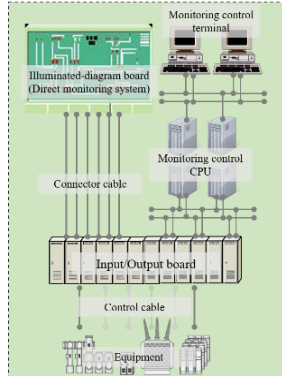 Monitoring control
terminal
Illuminated-diagram board
(Direct monitoring system)
Monitoring control
CPU
Connector cable
Input/Output board
Control cable
Equipment